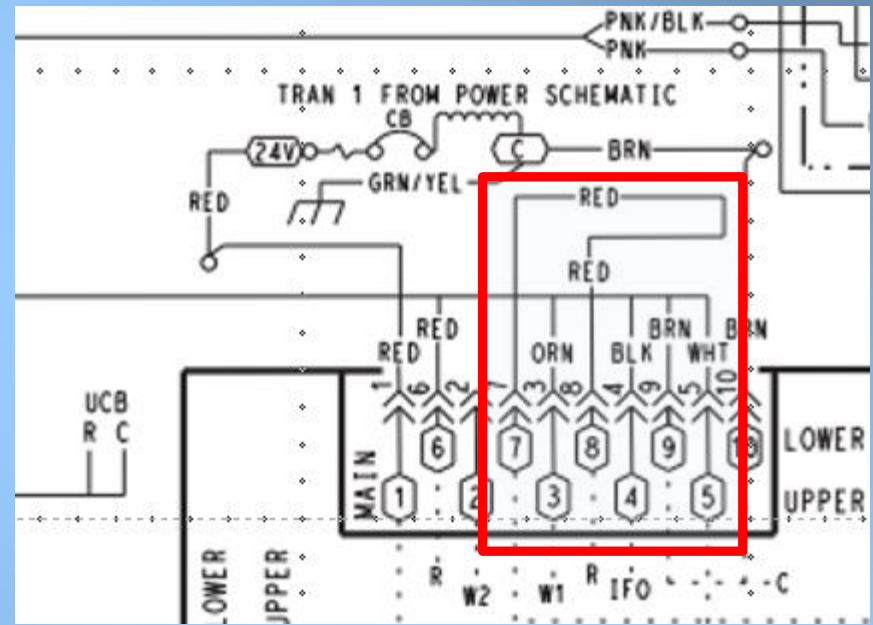 PNK/BLK
PNK
TRAN 1 FROM POWER SCHEMATIC
CB
24V
C
BRN
GRN/YEL
RED
RED
RED
RED
BRN
BRN
RED
ORN
BLK
WHT
1 6 2 7 3 8 4 9 5 10
UCB
R C
MAIN
6 7 8 9 10
1 2 3 4 5
LOWER
UPPER
LOWER
UPPER
R
W2
W1
R
IFO
C